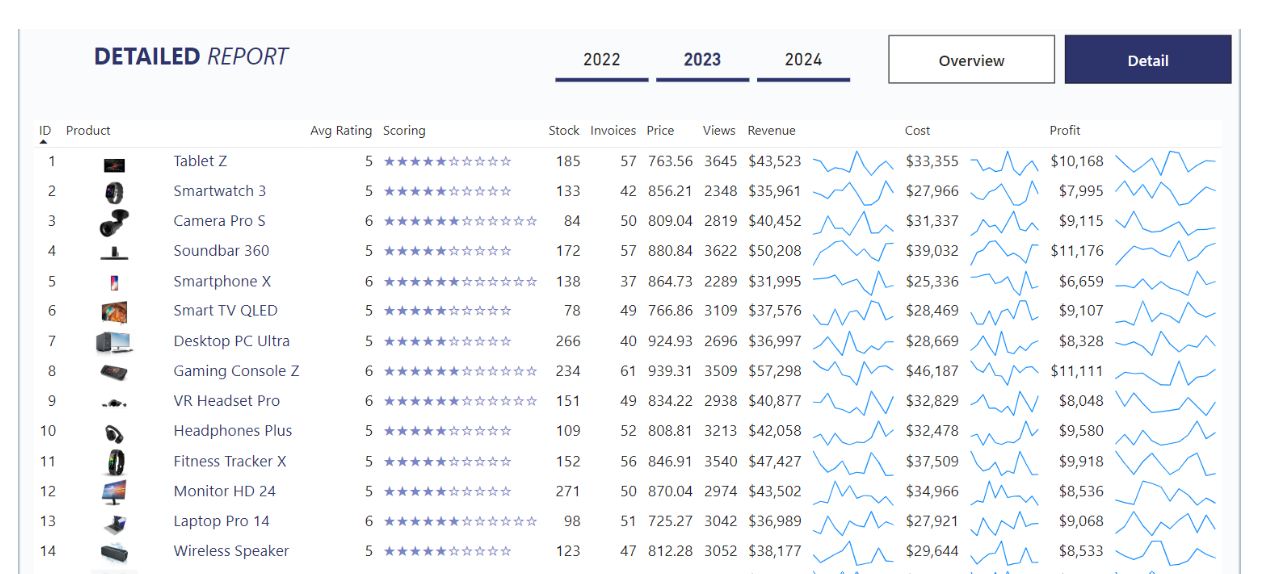 DETAILED REPORT 2022 2023 2024 Overview Detail
ID Product Avg Rating Scoring Stock Invoices Price Views Revenue Cost Profit
1 Tablet Z 5 ★★★★★☆☆☆☆☆ 185 57 763.56 3645 $43,523 $33,355 $10,168
2 Smartwatch 3 5 ★★★★★☆☆☆☆☆ 133 42 856.21 2348 $35,961 $27,966 $7,995
3 Camera Pro S 6 ★★★★★★☆☆☆☆☆☆ 84 50 809.04 2819 $40,452 $31,337 $9,115
4 Soundbar 360 5 ★★★★★☆☆☆☆☆ 172 57 880.84 3622 $50,208 $39,032 $11,176
5 Smartphone X 6 ★★★★★★☆☆☆☆☆☆ 138 37 864.73 2289 $31,995 $25,336 $6,659
6 Smart TV QLED 5 ★★★★★☆☆☆☆☆ 78 49 766.86 3109 $37,576 $28,469 $9,107
7 Desktop PC Ultra 5 ★★★★★☆☆☆☆☆ 266 40 924.93 2696 $36,997 $28,669 $8,328
8 Gaming Console Z 6 ★★★★★★☆☆☆☆☆☆ 234 61 939.31 3509 $57,298 $46,187 $11,111
9 VR Headset Pro 6 ★★★★★★☆☆☆☆☆☆ 151 49 834.22 2938 $40,877 $32,829 $8,048
10 Headphones Plus 5 ★★★★★☆☆☆☆☆ 109 52 808.81 3213 $42,058 $32,478 $9,580
11 Fitness Tracker X 5 ★★★★★☆☆☆☆☆ 152 56 846.91 3540 $47,427 $37,509 $9,918
12 Monitor HD 24 5 ★★★★★☆☆☆☆☆ 271 50 870.04 2974 $43,502 $34,966 $8,536
13 Laptop Pro 14 6 ★★★★★★☆☆☆☆☆☆ 98 51 725.27 3042 $36,989 $27,921 $9,068
14 Wireless Speaker 5 ★★★★★☆☆☆☆☆ 123 47 812.28 3052 $38,177 $29,644 $8,533